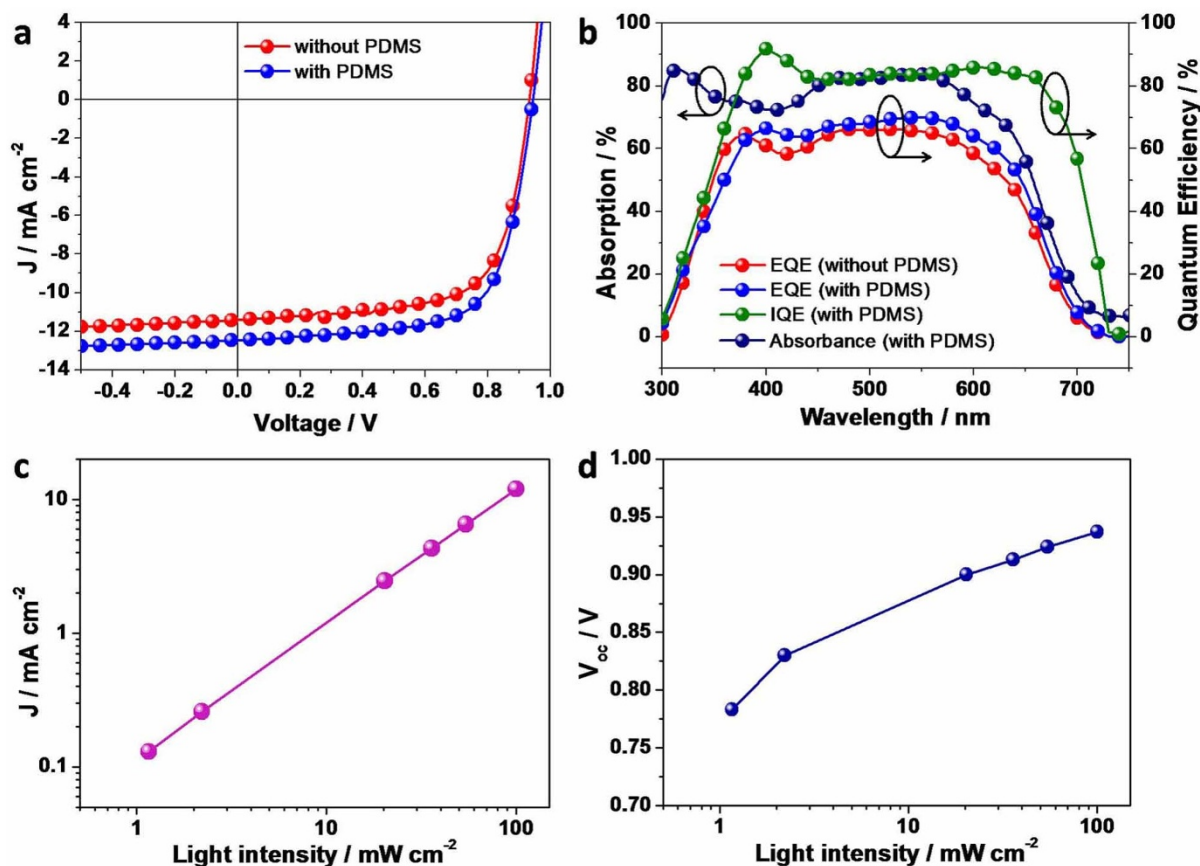 a
4
2
0
-2
-4
-6
-8
-10
-12
-14
J / mA cm⁻²
without PDMS
with PDMS
-0.4 -0.2 0.0 0.2 0.4 0.6 0.8 1.0
Voltage / V
b
100
80
60
40
20
0
Absorption / %
100
80
60
40
20
0
Quantum Efficiency / %
EQE (without PDMS)
EQE (with PDMS)
IQE (with PDMS)
Absorbance (with PDMS)
300 400 500 600 700
Wavelength / nm
c
10
1
0.1
J / mA cm⁻²
1 10 100
Light intensity / mW cm⁻²
d
1.00
0.95
0.90
0.85
0.80
0.75
0.70
Voc / V
1 10 100
Light intensity / mW cm⁻²